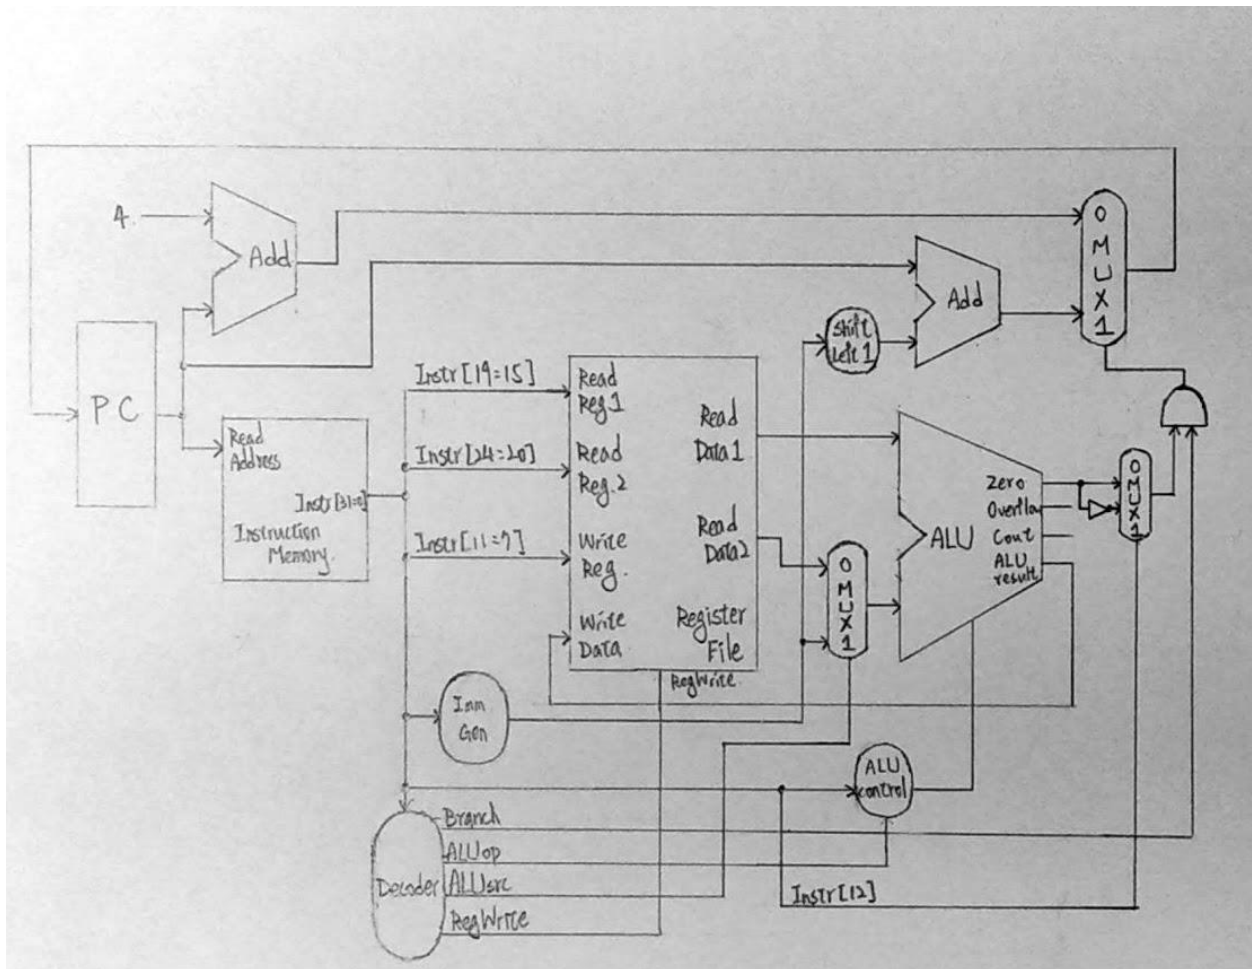 4.
Add
PC
Read
Address
Instr[31=0]
Instruction
Memory.
Instr[19=15]
Instr[24=20]
Instr[11=7]
Read
Reg.1
Read
Reg.2
Write
Reg.
Write
Data
Read
Data1
Read
Data2
Register
File
RegWrite
Imm
Gen
Shift
Left 1
Add
0
M
U
X
1
0
M
U
X
1
ALU
Zero
Overflow
Cout
ALU
result
0
M
U
X
1
ALU
control
Decoder
Branch
ALUop
ALUsrc
RegWrite
Instr[12]